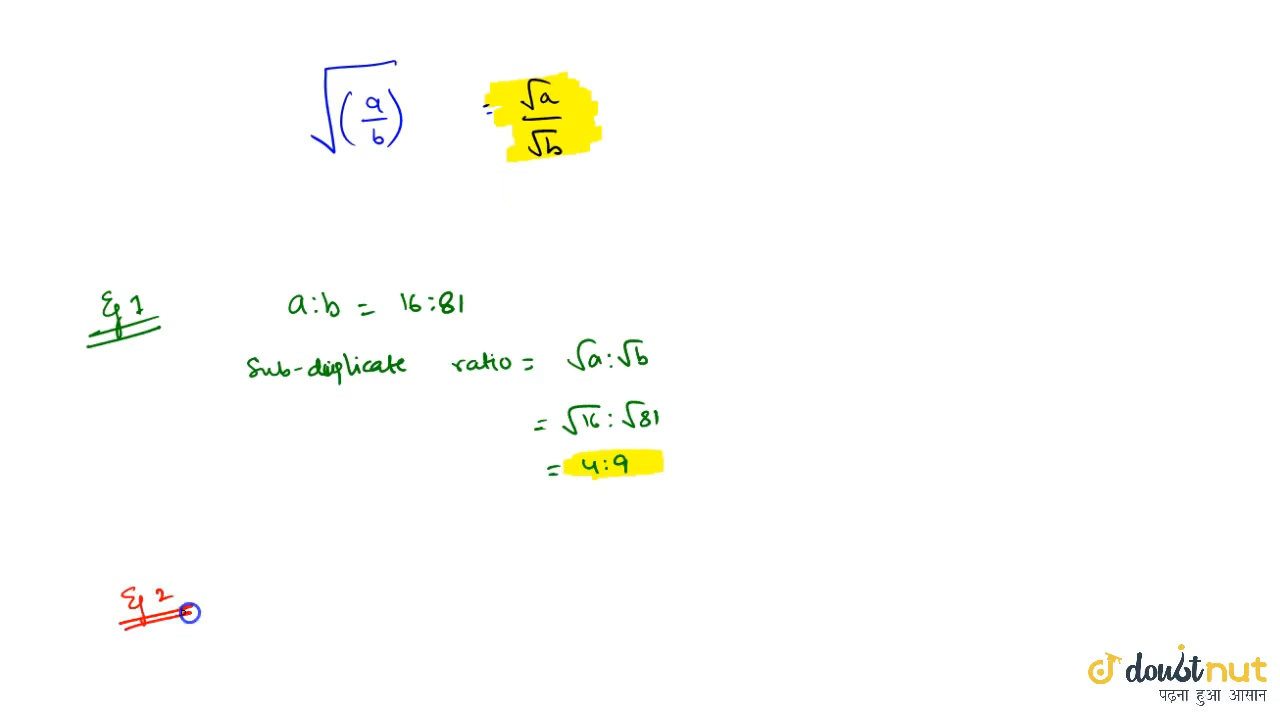 √(a/b) = √a/√b
Eg 1 a:b = 16:81
Sub-duplicate ratio = √a:√b
= √16:√81
= 4:9
Eg 2
doubtnut
पढ़ना हुआ आसान